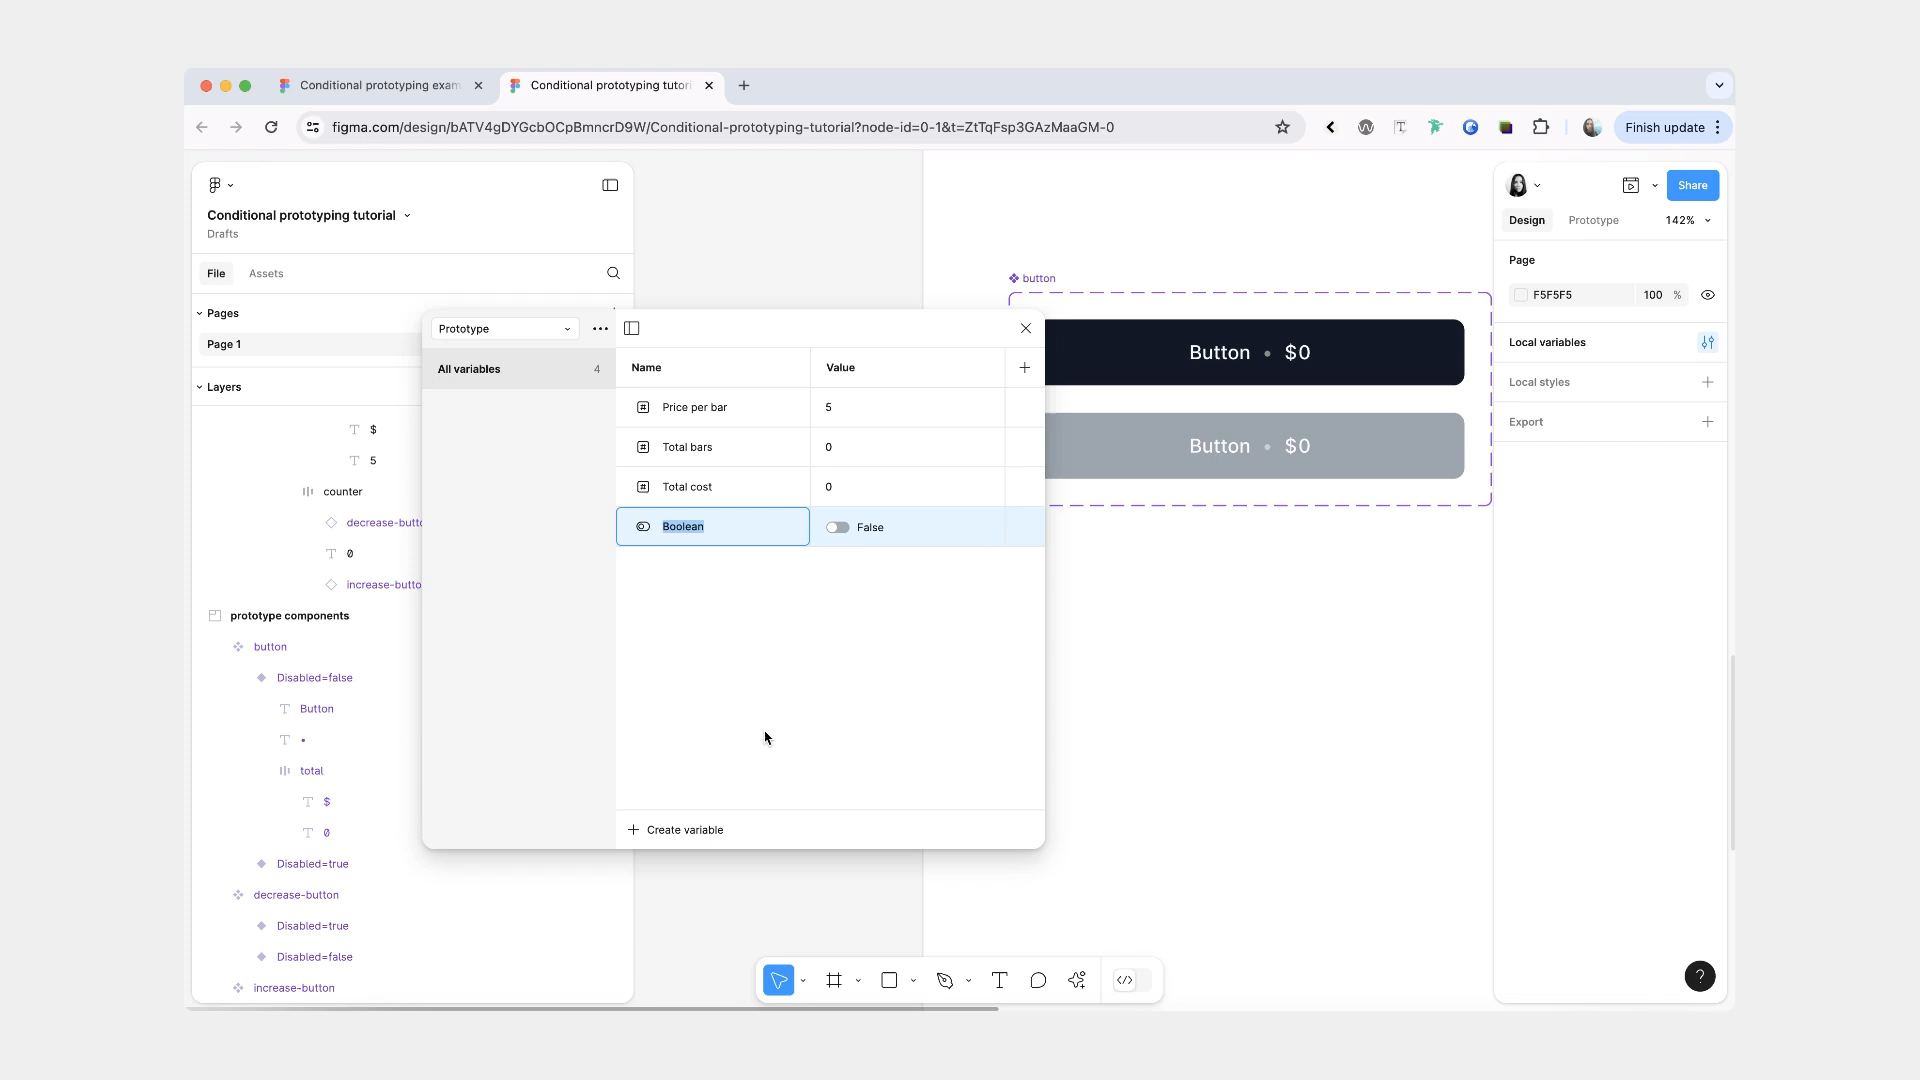 Conditional prototyping exam
Conditional prototyping tutori
figma.com/design/bATV4gDYGcbOCpBmncrD9W/Conditional-prototyping-tutorial?node-id=0-1&t=ZtTqFsp3GAzMaaGM-0
Finish update
Conditional prototyping tutorial
Drafts
File
Assets
Pages
Page 1
Layers
$
5
counter
decrease-butto
0
increase-butto
prototype components
button
Disabled=false
Button
•
total
$
0
Disabled=true
decrease-button
Disabled=true
Disabled=false
increase-button
Prototype
All variables 4
Name Value
Price per bar 5
Total bars 0
Total cost 0
Boolean False
Create variable
button
Button • $0
Button • $0
Share
Design
Prototype
142%
Page
F5F5F5 100 %
Local variables
Local styles
Export
?